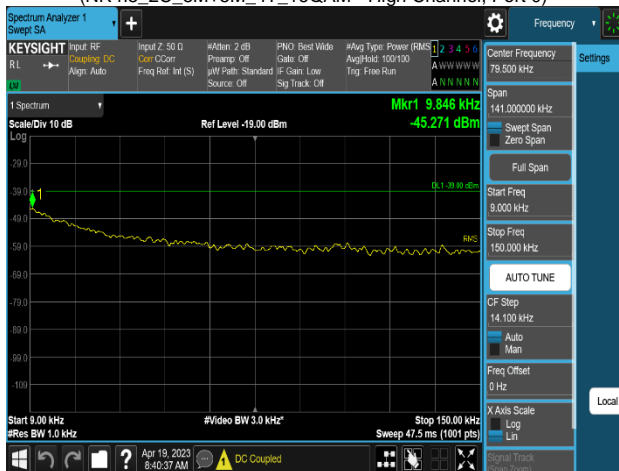 Spectrum Analyzer 1
Swept SA
+
Frequency
KEYSIGHT
RL
Input: RF
Coupling: DC
Align: Auto
Input Z: 50 Ω
Corr CCorr
Freq Ref: Int (S)
#Atten: 2 dB
Preamp: Off
µW Path: Standard
Source: Off
PNO: Best Wide
Gate: Off
IF Gain: Low
Sig Track: Off
#Avg Type: Power (RMS
Avg|Hold: 100/100
Trig: Free Run
1 2 3 4 5 6
A W W W W W
A N N N N N
1 Spectrum
Scale/Div 10 dB
Log
Ref Level -19.00 dBm
Mkr1 9.846 kHz
-45.271 dBm
-29.0
-39.0
-49.0
-59.0
-69.0
-79.0
-89.0
-99.0
-109
1
DL1 -39.00 dBm
RMS
Start 9.00 kHz
#Res BW 1.0 kHz
#Video BW 3.0 kHz*
Stop 150.00 kHz
Sweep 47.5 ms (1001 pts)
Center Frequency
79.500 kHz
Settings
Span
141.000000 kHz
Swept Span
Zero Span
Full Span
Start Freq
9.000 kHz
Stop Freq
150.000 kHz
AUTO TUNE
CF Step
14.100 kHz
Auto
Man
Freq Offset
0 Hz
X Axis Scale
Log
Lin
Local
Signal Track
(Span Zoom)
?
Apr 19, 2023
8:40:37 AM
DC Coupled